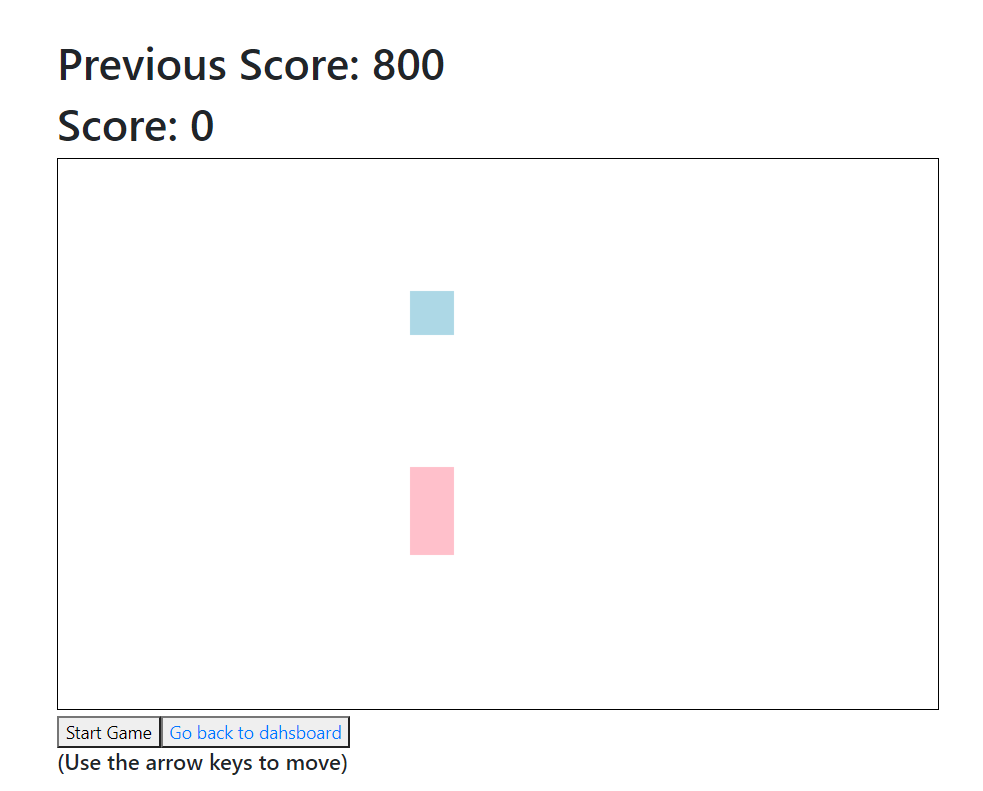 Previous Score: 800
Score: 0
Start Game Go back to dahsboard
(Use the arrow keys to move)